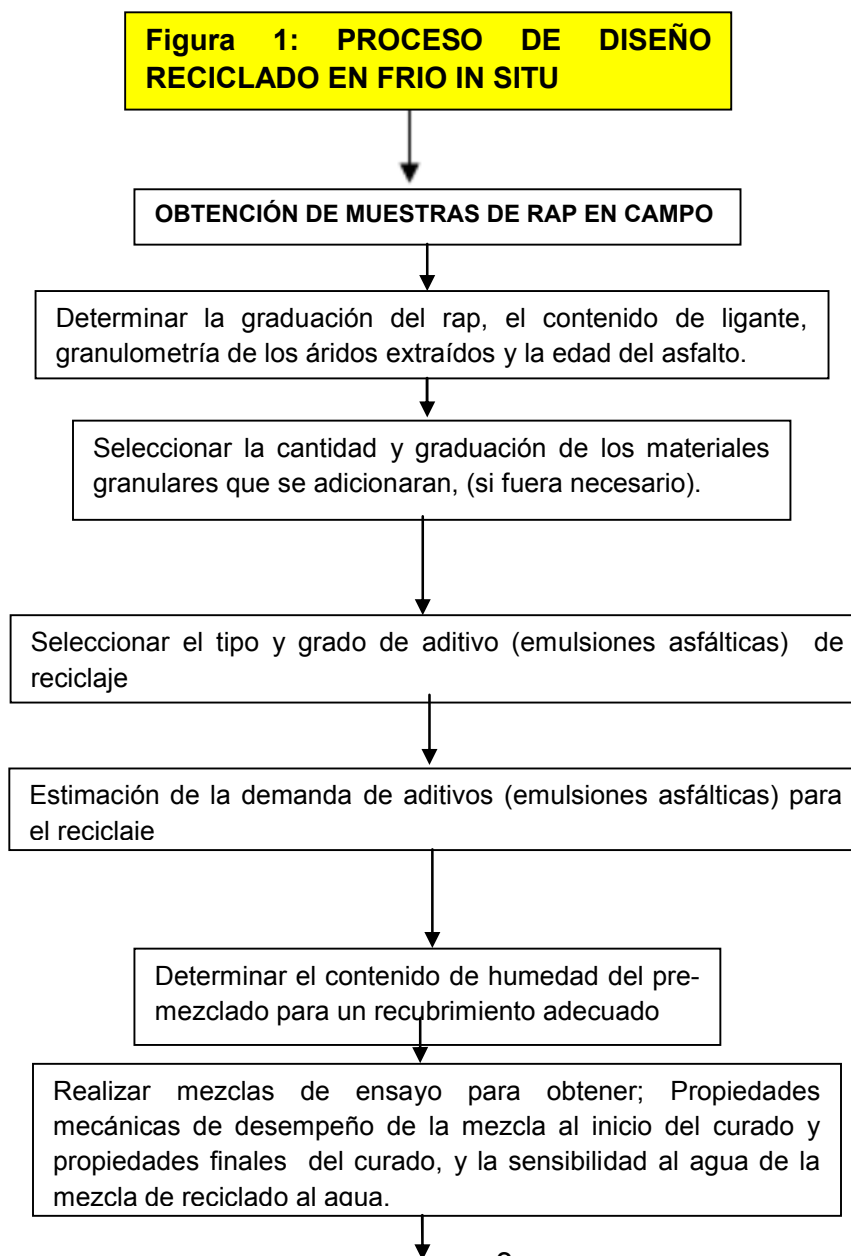 Figura 1: PROCESO DE DISEÑO
RECICLADO EN FRIO IN SITU
OBTENCIÓN DE MUESTRAS DE RAP EN CAMPO
Determinar la graduación del rap, el contenido de ligante,
granulometría de los áridos extraídos y la edad del asfalto.
Seleccionar la cantidad y graduación de los materiales
granulares que se adicionaran, (si fuera necesario).
Seleccionar el tipo y grado de aditivo (emulsiones asfálticas) de
reciclaje
Estimación de la demanda de aditivos (emulsiones asfálticas) para
el reciclaje
Determinar el contenido de humedad del pre-
mezclado para un recubrimiento adecuado
Realizar mezclas de ensayo para obtener; Propiedades
mecánicas de desempeño de la mezcla al inicio del curado y
propiedades finales del curado, y la sensibilidad al agua de la
mezcla de reciclado al agua.